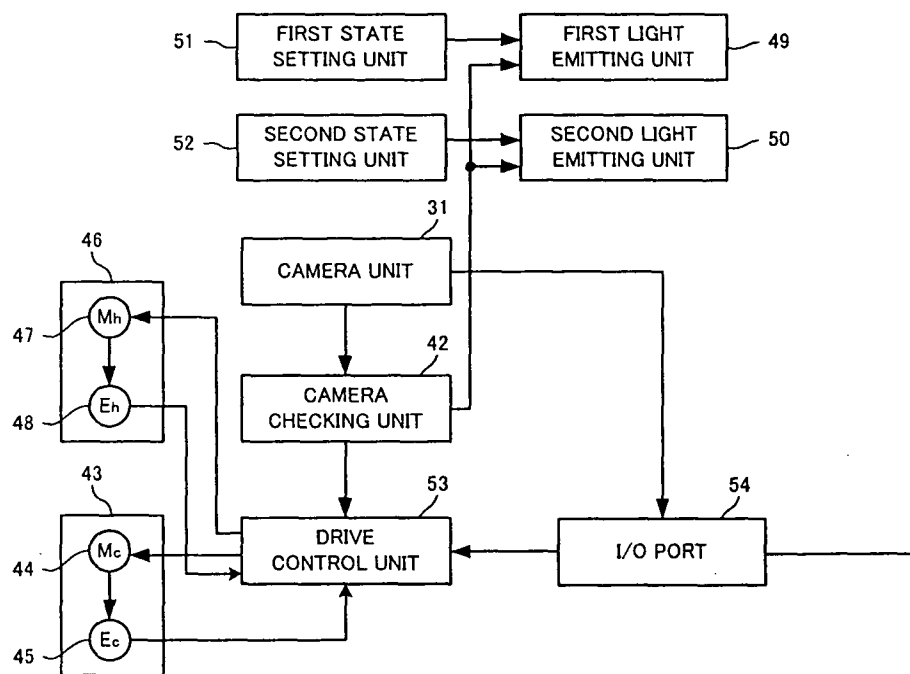 51
FIRST STATE
SETTING UNIT
FIRST LIGHT
EMITTING UNIT
49
52
SECOND STATE
SETTING UNIT
SECOND LIGHT
EMITTING UNIT
50
31
CAMERA UNIT
46
47
Mh
48
Eh
42
CAMERA
CHECKING UNIT
43
44
Mc
45
Ec
53
DRIVE
CONTROL UNIT
54
I/O PORT